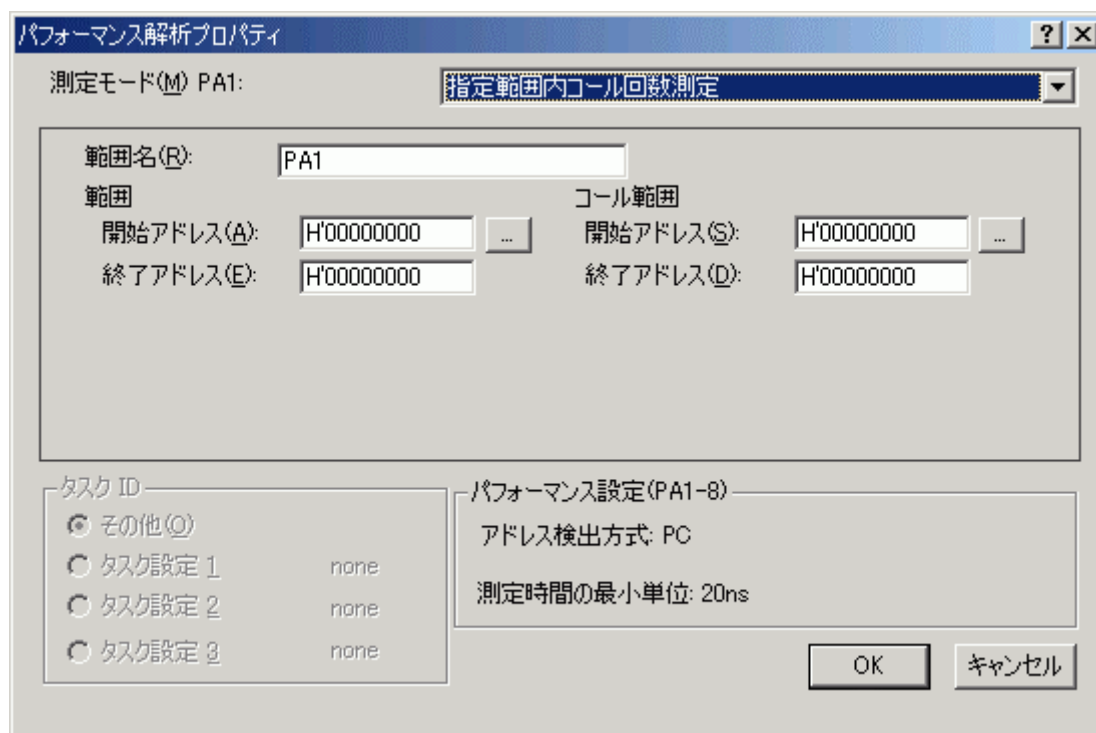 パフォーマンス解析プロパティ
測定モード(M) PA1: 指定範囲内コール回数測定
範囲名(R): PA1
範囲 コール範囲
開始アドレス(A): H'00000000 ... 開始アドレス(S): H'00000000 ...
終了アドレス(E): H'00000000 終了アドレス(D): H'00000000
タスク ID
その他(O)
タスク設定 1 none
タスク設定 2 none
タスク設定 3 none
パフォーマンス設定(PA1-8)
アドレス検出方式: PC
測定時間の最小単位: 20ns
OK キャンセル